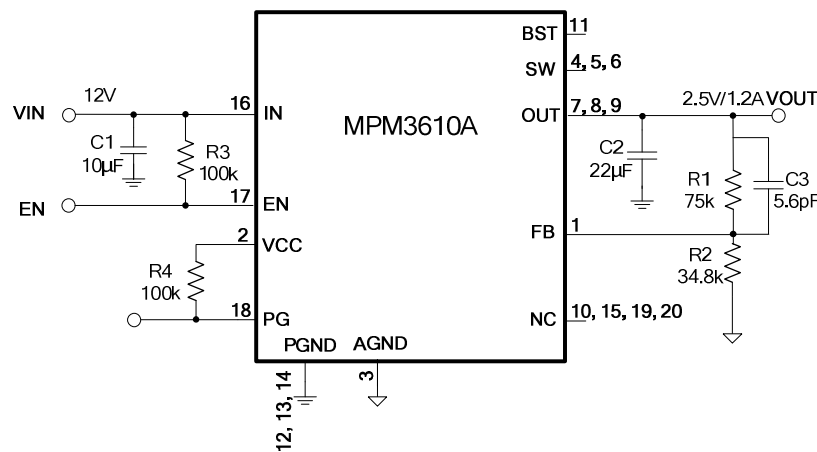 BST
11
SW
4, 5, 6
VIN
12V
16
IN
MPM3610A
OUT
7, 8, 9
2.5V/1.2A VOUT
C1
10µF
R3
100k
C2
22µF
R1
75k
C3
5.6pF
EN
17
EN
FB
1
2
VCC
R2
34.8k
R4
100k
18
PG
NC
10, 15, 19, 20
PGND
AGND
12, 13, 14
3